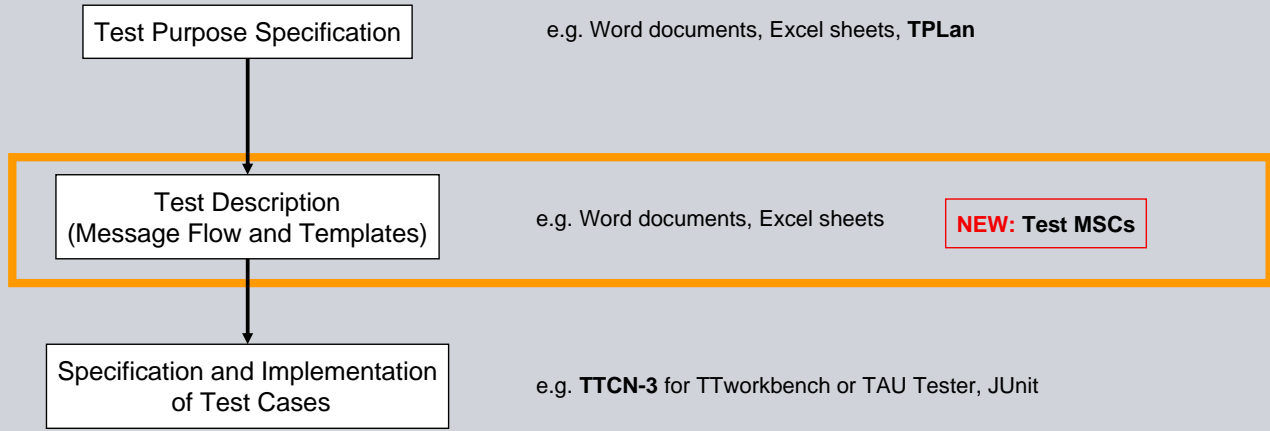 Test Purpose Specification
e.g. Word documents, Excel sheets, TPLan
Test Description
(Message Flow and Templates)
e.g. Word documents, Excel sheets
NEW: Test MSCs
Specification and Implementation
of Test Cases
e.g. TTCN-3 for TTworkbench or TAU Tester, JUnit